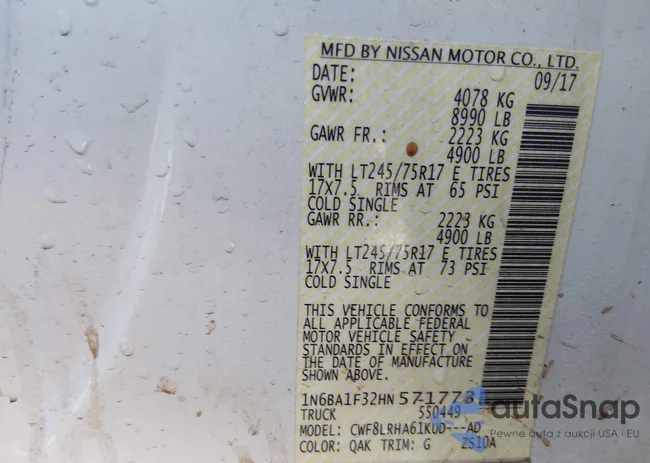 MFD BY NISSAN MOTOR CO., LTD.
DATE: 09/17
GVWR: 4078 KG
8990 LB
GAWR FR.: 2223 KG
4900 LB
WITH LT245/75R17 E TIRES
17X7.5 RIMS AT 65 PSI
COLD SINGLE
GAWR RR.: 2223 KG
4900 LB
WITH LT245/75R17 E TIRES
17X7.5 RIMS AT 73 PSI
COLD SINGLE
THIS VEHICLE CONFORMS TO
ALL APPLICABLE FEDERAL
MOTOR VEHICLE SAFETY
STANDARDS IN EFFECT ON
THE DATE OF MANUFACTURE
SHOWN ABOVE.
1N6BA1F32HN 571773
TRUCK 550449
MODEL: CWF8LRHA61KUD---AD
COLOR: QAK TRIM: G ZS10A
autaSnap
Pewne auta z aukcji USA i EU